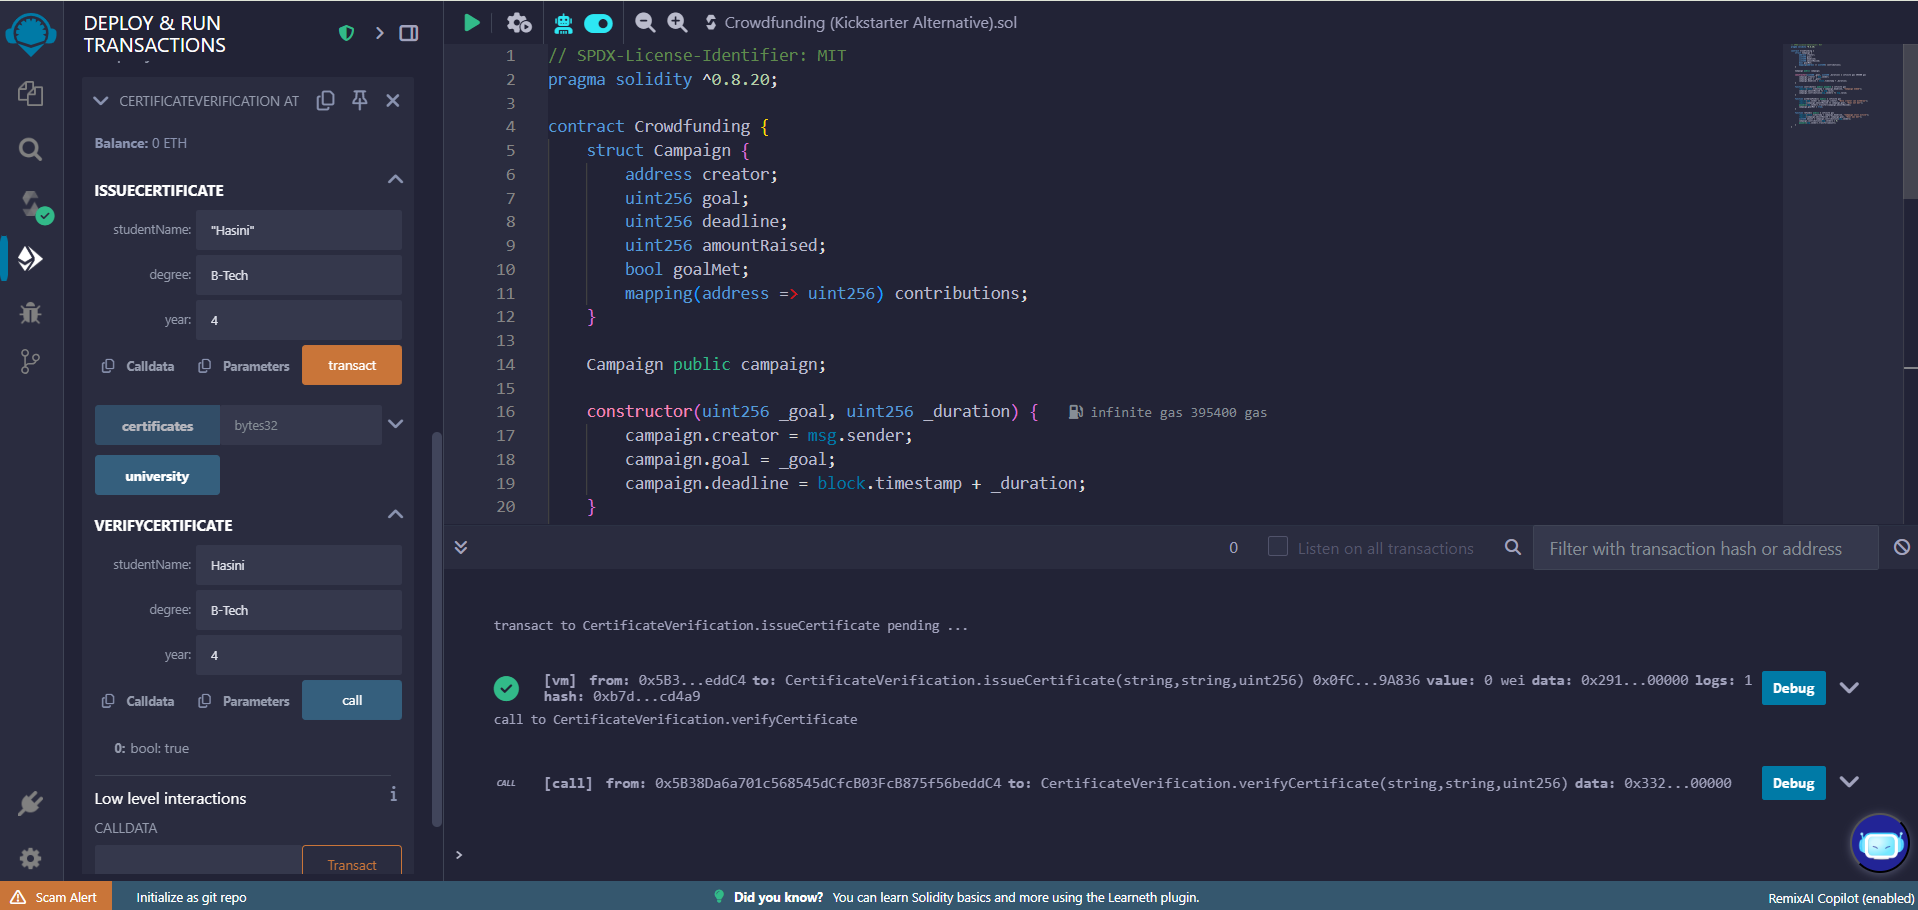 DEPLOY & RUN
TRANSACTIONS
CERTIFICATEVERIFICATION AT
Balance: 0 ETH
ISSUECERTIFICATE
studentName: "Hasini"
degree: B-Tech
year: 4
Calldata Parameters transact
certificates bytes32
university
VERIFYCERTIFICATE
studentName: Hasini
degree: B-Tech
year: 4
Calldata Parameters call
0: bool: true
Low level interactions i
CALLDATA
Transact
Crowdfunding (Kickstarter Alternative).sol
1 // SPDX-License-Identifier: MIT
2 pragma solidity ^0.8.20;
3
4 contract Crowdfunding {
5 struct Campaign {
6 address creator;
7 uint256 goal;
8 uint256 deadline;
9 uint256 amountRaised;
10 bool goalMet;
11 mapping(address => uint256) contributions;
12 }
13
14 Campaign public campaign;
15
16 constructor(uint256 _goal, uint256 _duration) { infinite gas 395400 gas
17 campaign.creator = msg.sender;
18 campaign.goal = _goal;
19 campaign.deadline = block.timestamp + _duration;
20 }
0 Listen on all transactions Filter with transaction hash or address
transact to CertificateVerification.issueCertificate pending ...
[vm] from: 0x5B3...eddC4 to: CertificateVerification.issueCertificate(string,string,uint256) 0x0fC...9A836 value: 0 wei data: 0x291...00000 logs: 1
hash: 0xb7d...cd4a9
Debug
call to CertificateVerification.verifyCertificate
CALL [call] from: 0x5B38Da6a701c568545dCfcB03FcB875f56beddC4 to: CertificateVerification.verifyCertificate(string,string,uint256) data: 0x332...00000
Debug
>
Scam Alert Initialize as git repo Did you know? You can learn Solidity basics and more using the Learneth plugin. RemixAI Copilot (enabled)